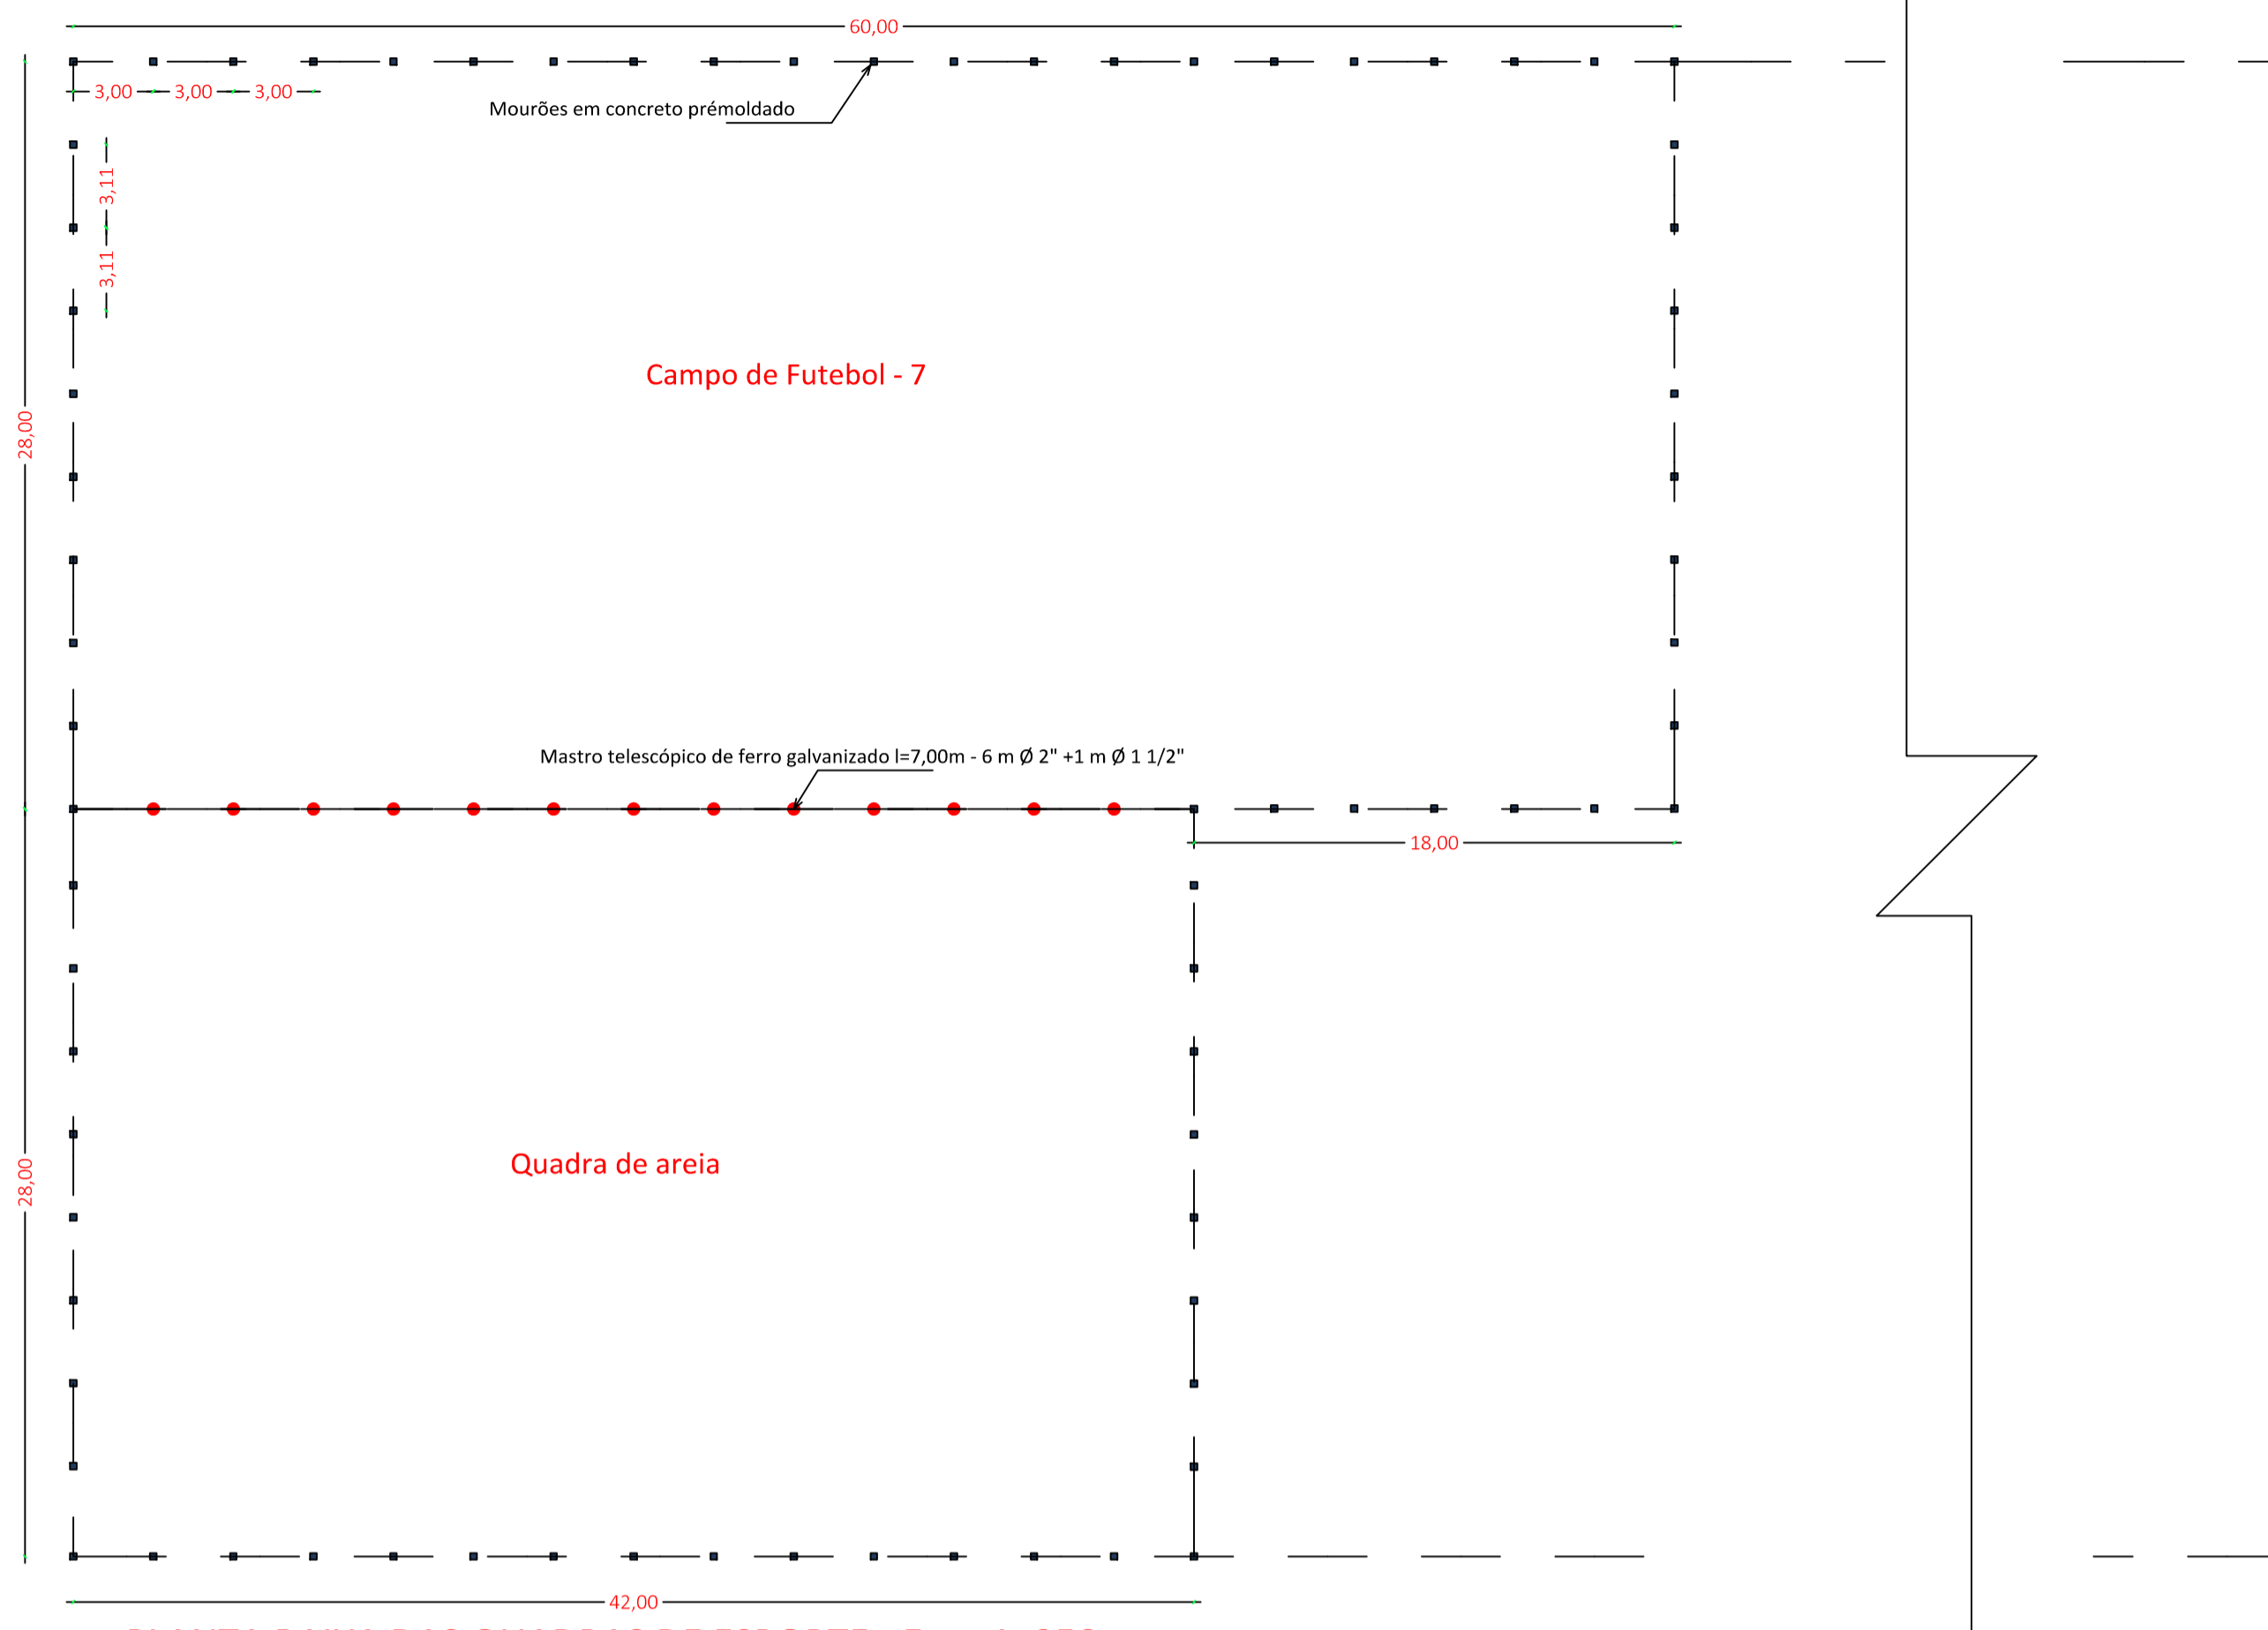 60,00
3,00 3,00 3,00
Mourões em concreto prémoldado
3,11
3,11
Campo de Futebol - 7
28,00
Mastro telescópico de ferro galvanizado l=7,00m - 6 m Ø 2" +1 m Ø 1 1/2"
18,00
Quadra de areia
28,00
42,00